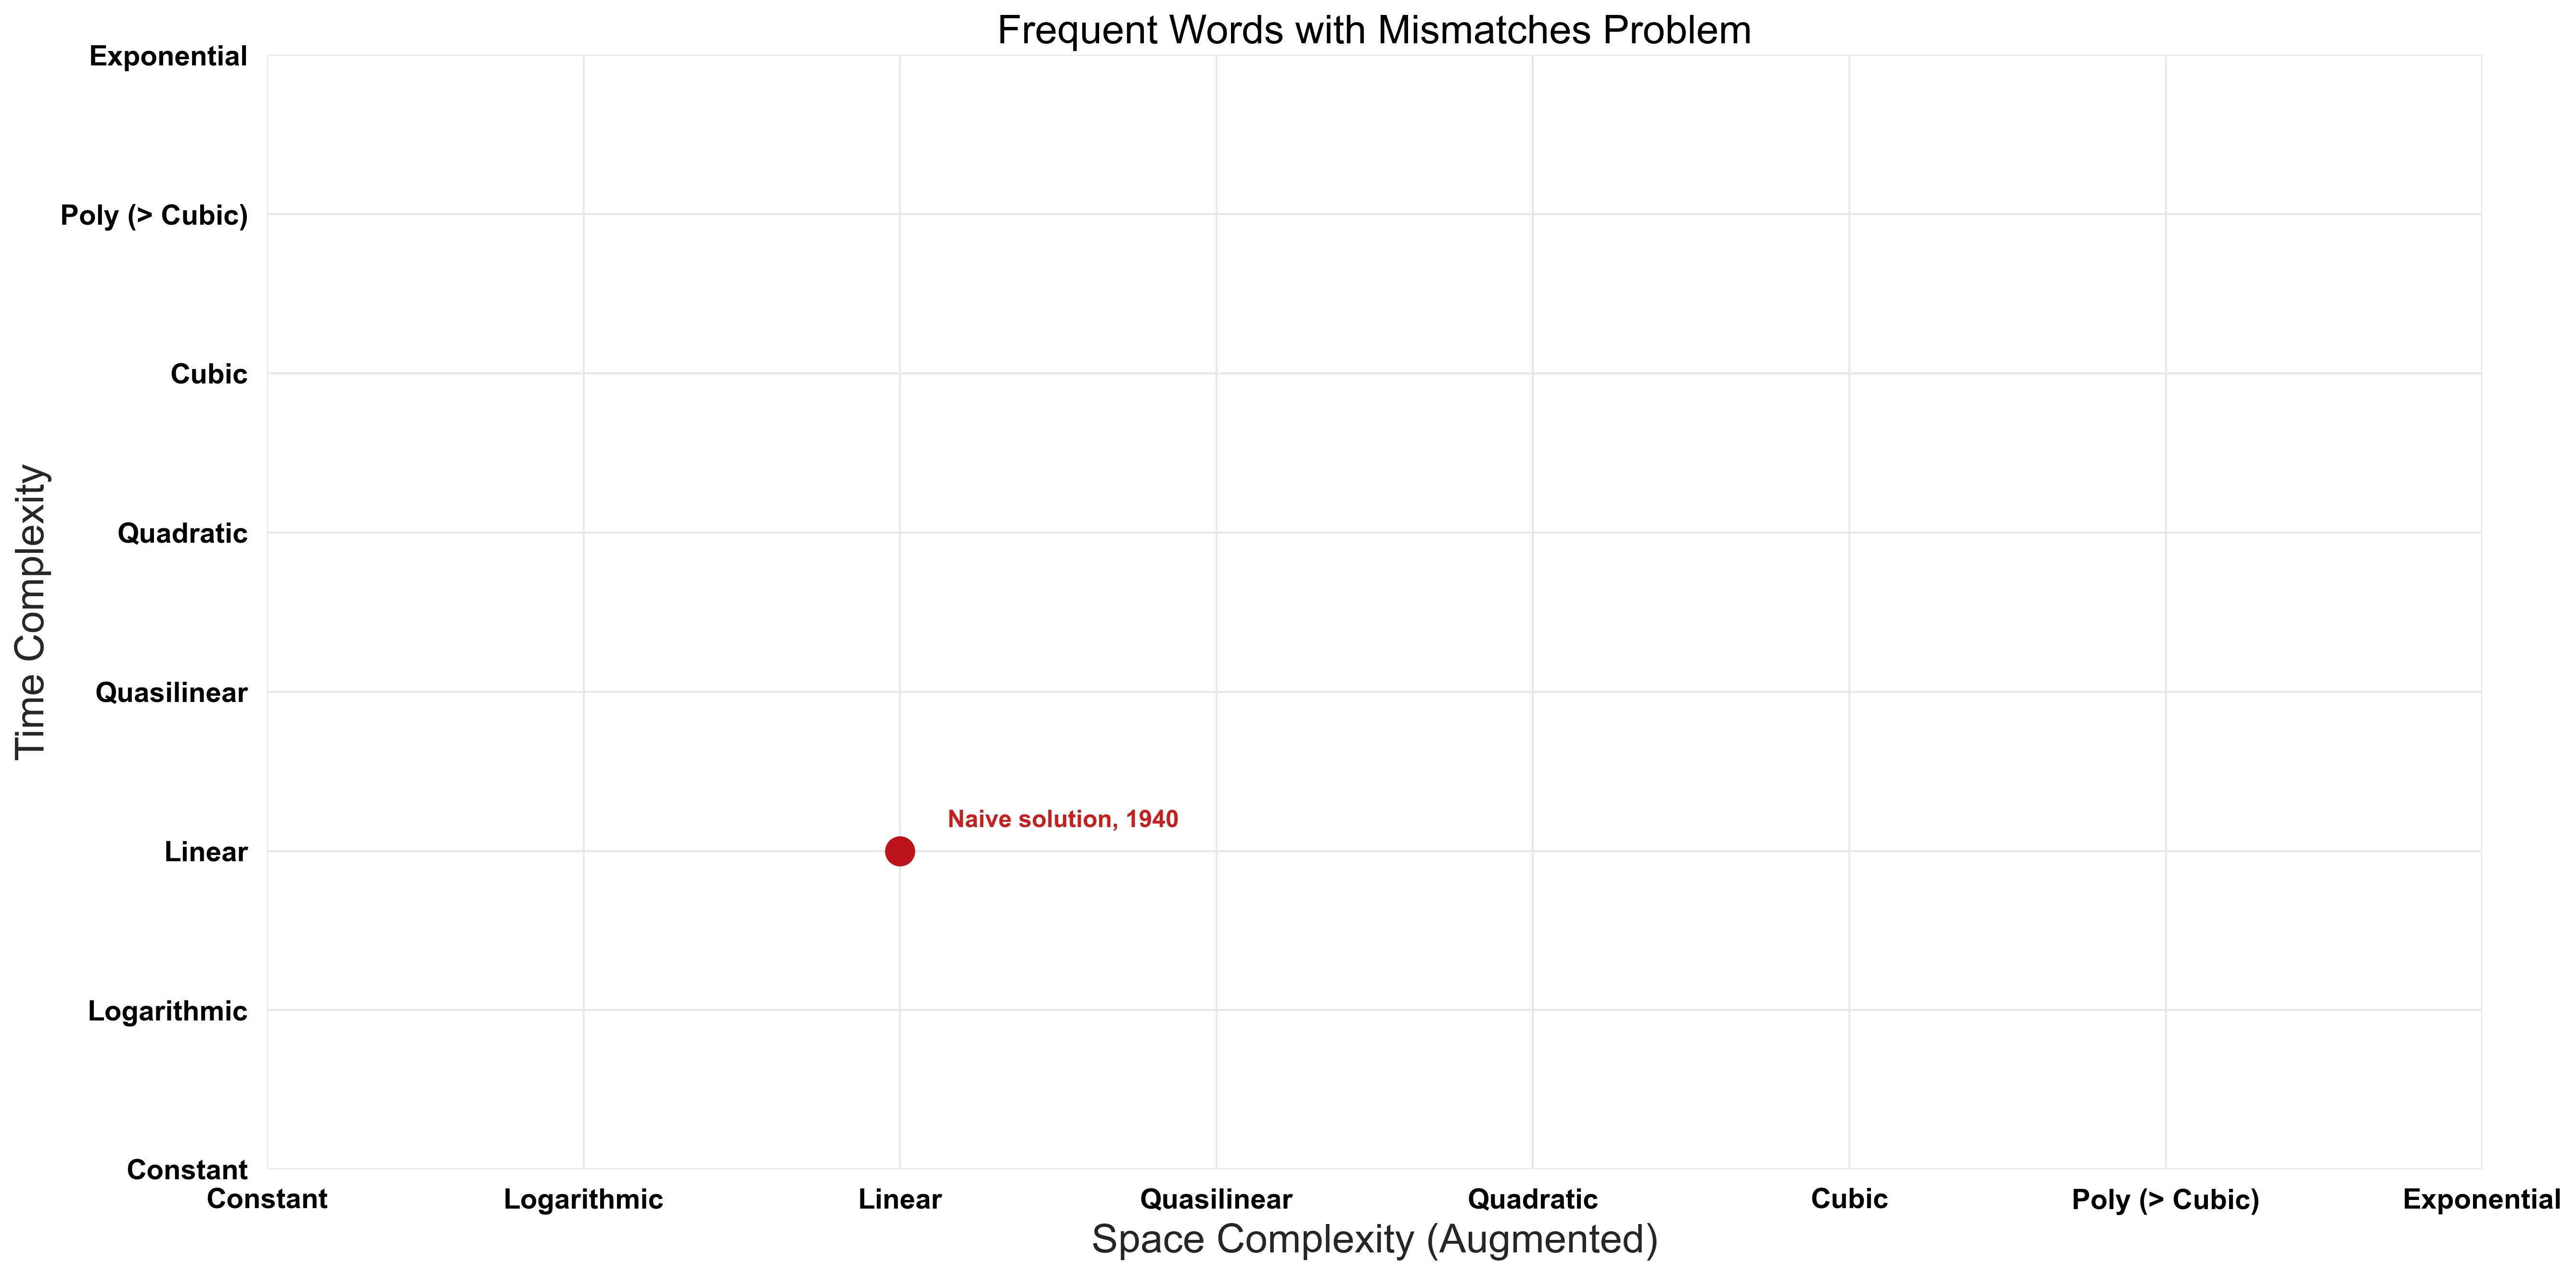 Frequent Words with Mismatches Problem
Exponential
Poly (> Cubic)
Cubic
Quadratic
Quasilinear
Linear
Logarithmic
Constant
Time Complexity
Naive solution, 1940
Constant
Logarithmic
Linear
Quasilinear
Quadratic
Cubic
Poly (> Cubic)
Exponential
Space Complexity (Augmented)